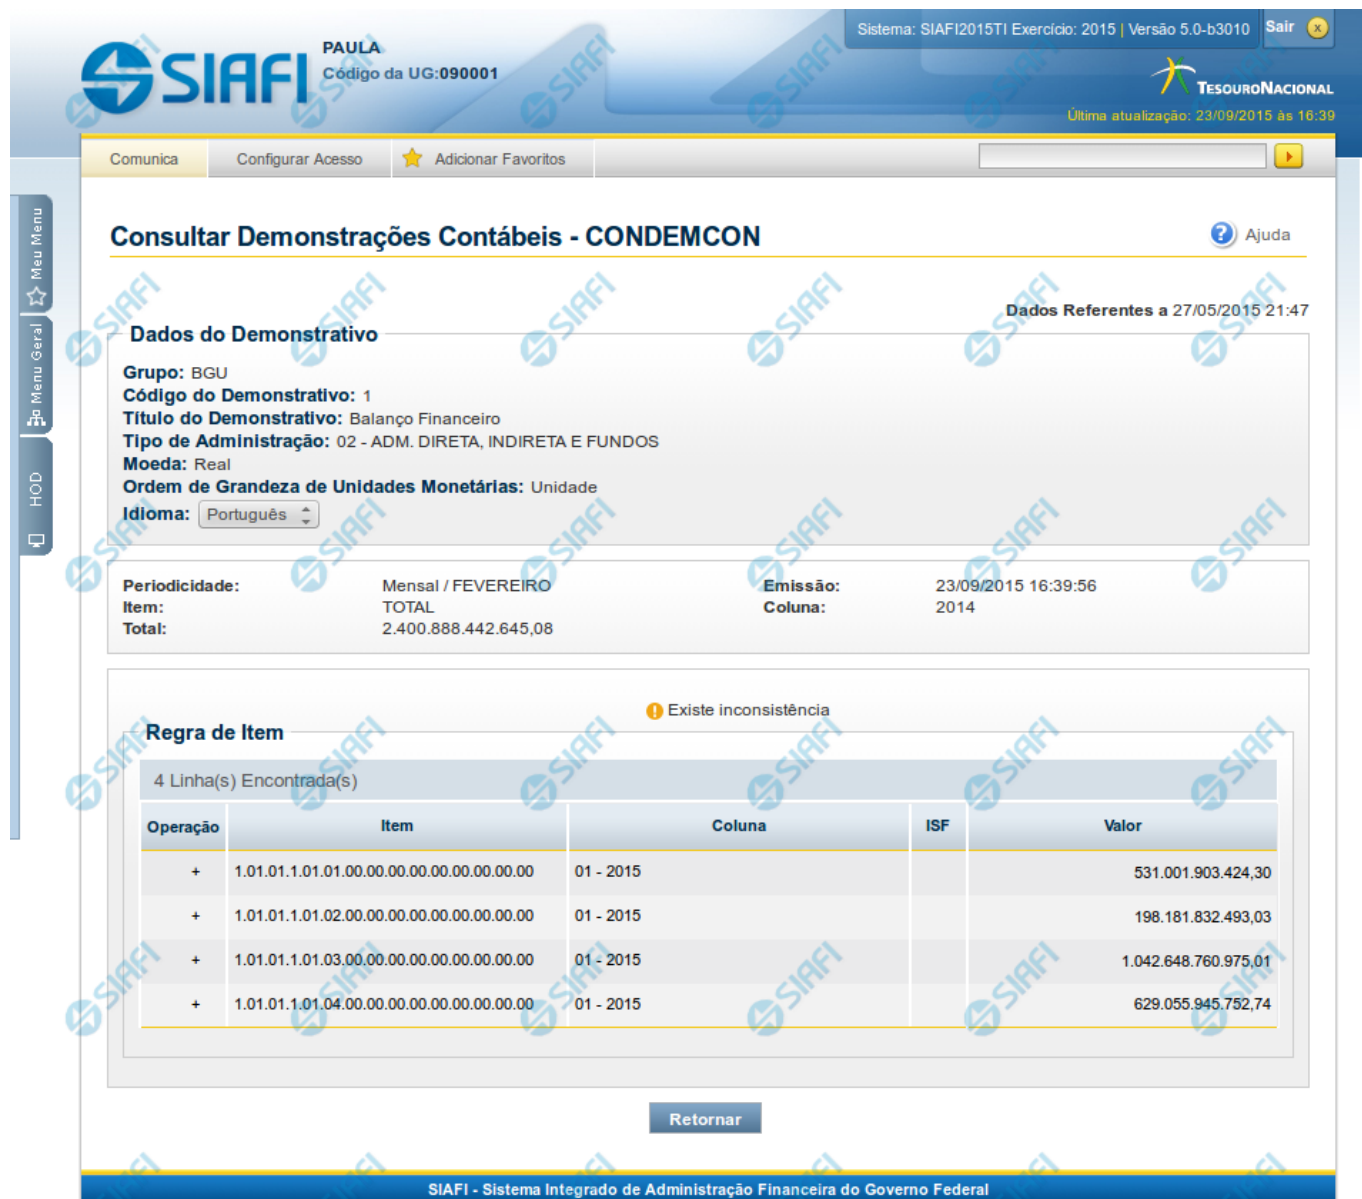 Sistema: SIAFI2015TI Exercício: 2015 | Versão 5.0-b3010 Sair x
SIAFI
PAULA
Código da UG:090001
TESOURONACIONAL
Última atualização: 23/09/2015 às 16:39
Comunica Configurar Acesso Adicionar Favoritos
Meu Menu
Menu Geral
HOD
Consultar Demonstrações Contábeis - CONDEMCON
? Ajuda
Dados Referentes a 27/05/2015 21:47
Dados do Demonstrativo
Grupo: BGU
Código do Demonstrativo: 1
Título do Demonstrativo: Balanço Financeiro
Tipo de Administração: 02 - ADM. DIRETA, INDIRETA E FUNDOS
Moeda: Real
Ordem de Grandeza de Unidades Monetárias: Unidade
Idioma: Português
Periodicidade: Mensal / FEVEREIRO Emissão: 23/09/2015 16:39:56
Item: TOTAL Coluna: 2014
Total: 2.400.888.442.645,08
Existe inconsistência
Regra de Item
4 Linha(s) Encontrada(s)
Operação Item Coluna ISF Valor
+ 1.01.01.1.01.01.00.00.00.00.00.00.00.00.00 01 - 2015 531.001.903.424,30
+ 1.01.01.1.01.02.00.00.00.00.00.00.00.00.00 01 - 2015 198.181.832.493,03
+ 1.01.01.1.01.03.00.00.00.00.00.00.00.00.00 01 - 2015 1.042.648.760.975,01
+ 1.01.01.1.01.04.00.00.00.00.00.00.00.00.00 01 - 2015 629.055.945.752,74
Retornar
SIAFI - Sistema Integrado de Administração Financeira do Governo Federal